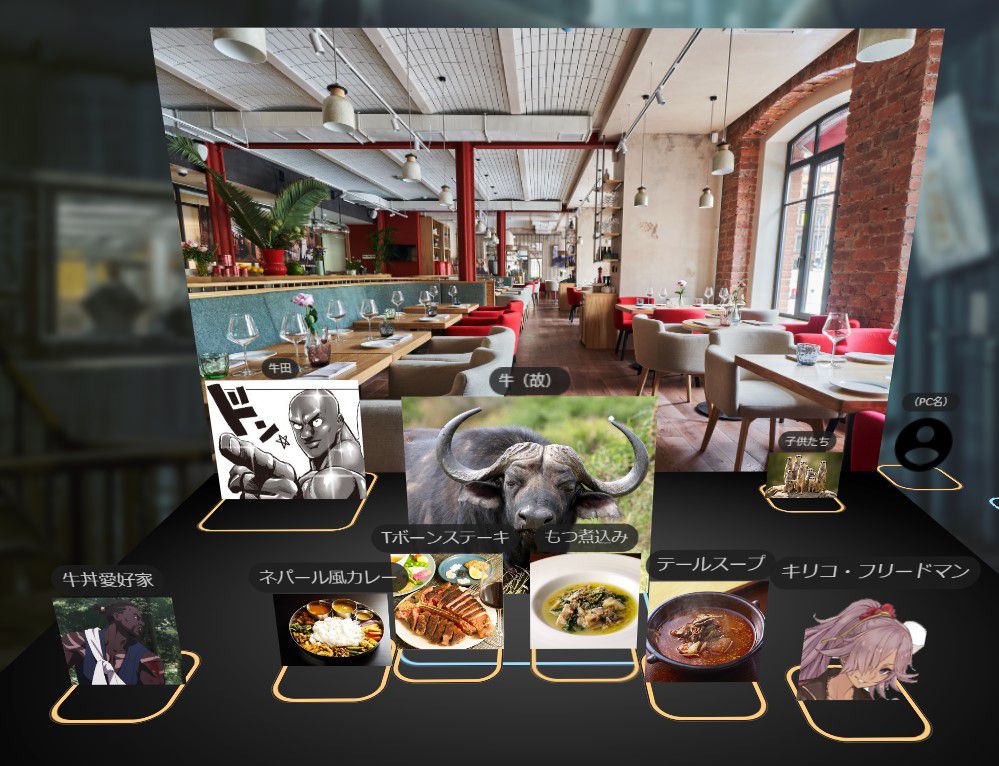 牛田
ドン☆
牛（故）
（PC名）
子供たち
Tボーンステーキ
もつ煮込み
牛丼愛好家
ネパール風カレー
テールスープ
キリコ・フリードマン